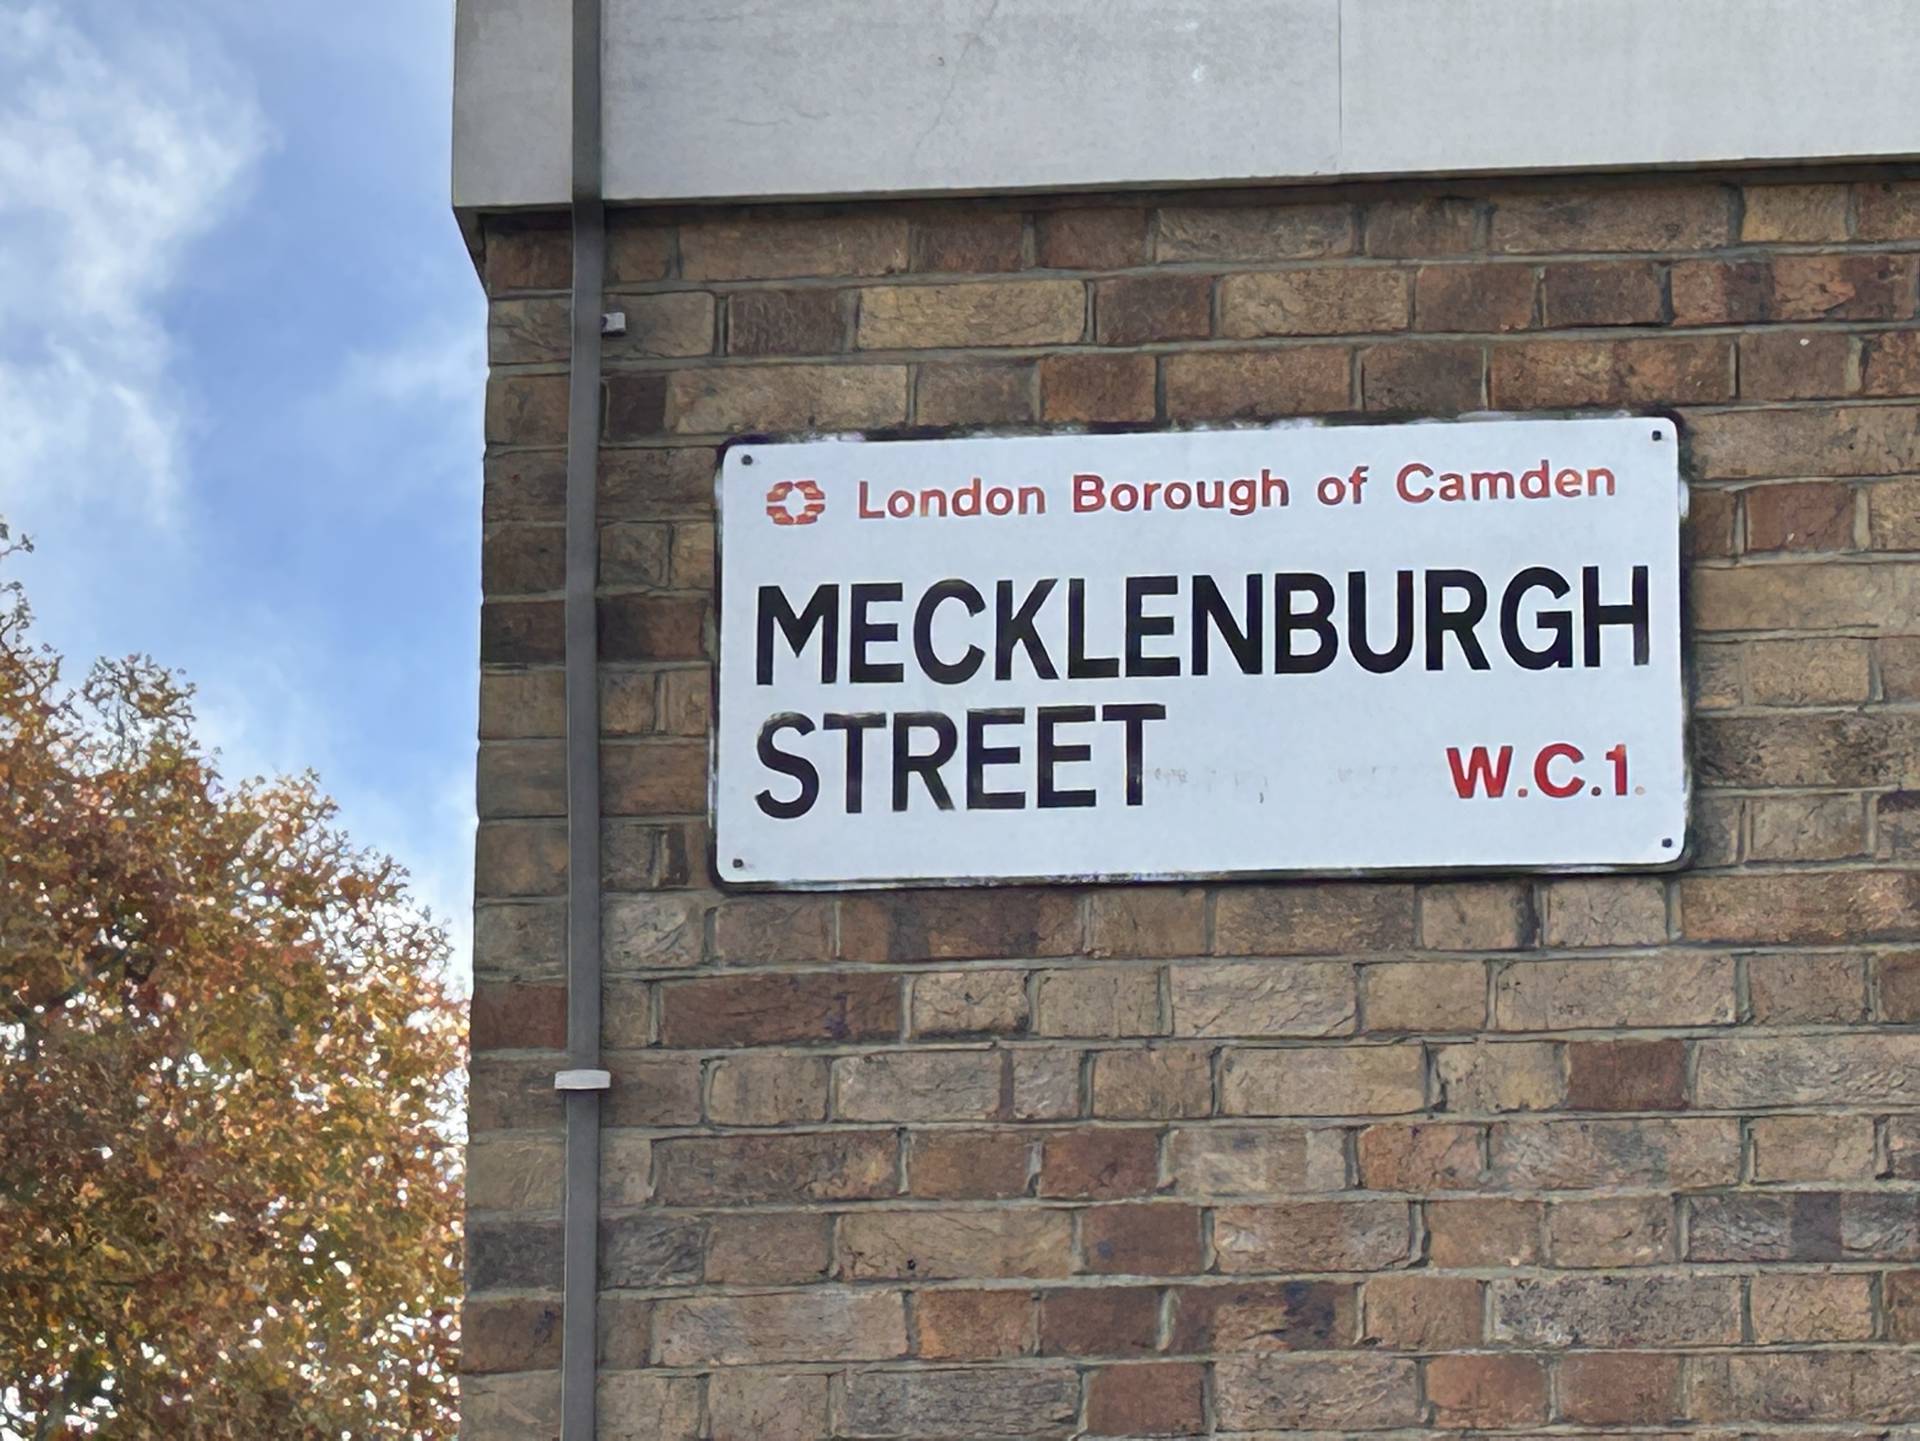 London Borough of Camden
MECKLENBURGH
STREET
W.C.1.